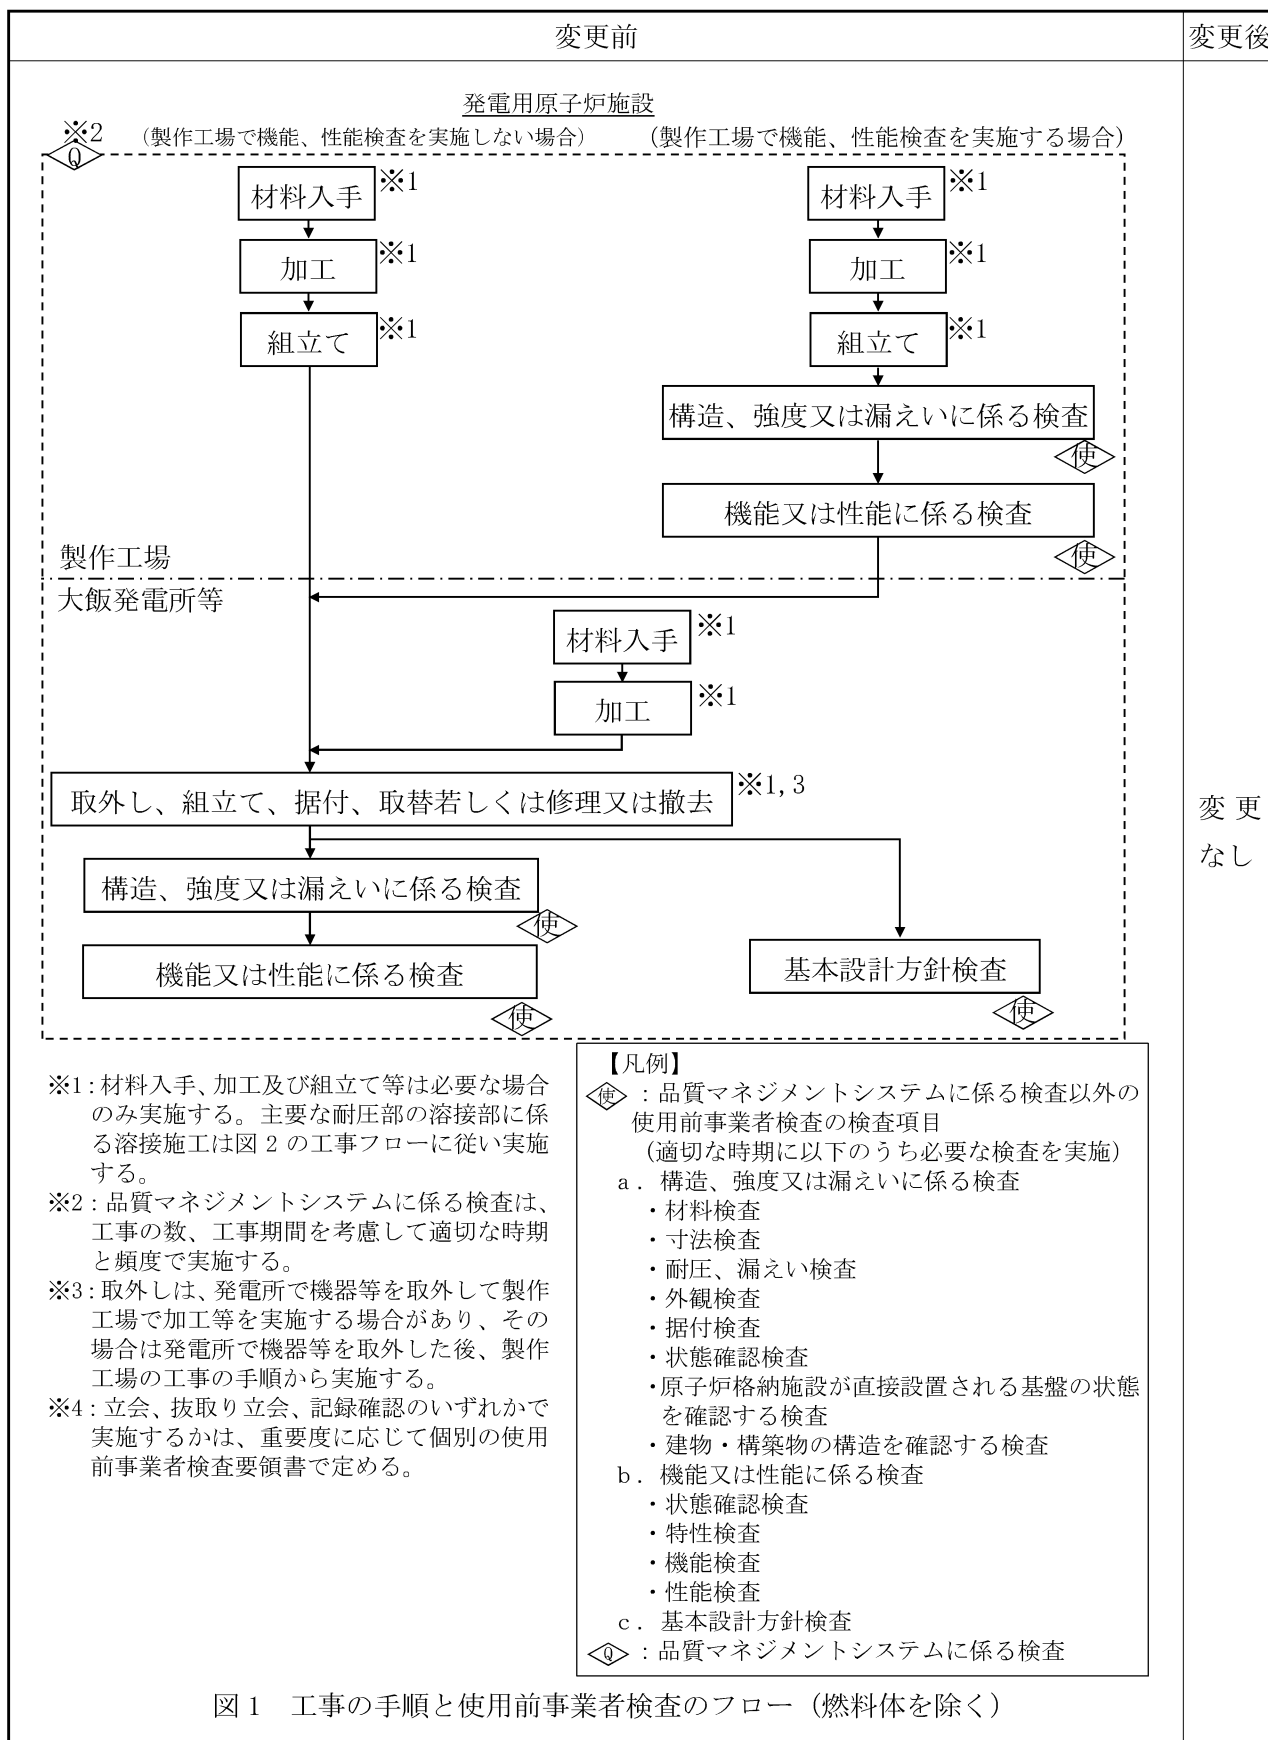 変更前
変更後
発電用原子炉施設
※2
(製作工場で機能、性能検査を実施しない場合)
(製作工場で機能、性能検査を実施する場合)
Q
材料入手
※1
材料入手
※1
加工
※1
加工
※1
組立て
※1
組立て
※1
構造、強度又は漏えいに係る検査
使
機能又は性能に係る検査
使
製作工場
大飯発電所等
材料入手
※1
加工
※1
取外し、組立て、据付、取替若しくは修理又は撤去
※1, 3
構造、強度又は漏えいに係る検査
使
機能又は性能に係る検査
使
基本設計方針検査
使
変更
なし
※1:材料入手、加工及び組立て等は必要な場合
のみ実施する。主要な耐圧部の溶接部に係
る溶接施工は図2の工事フローに従い実施
する。
※2:品質マネジメントシステムに係る検査は、
工事の数、工事期間を考慮して適切な時期
と頻度で実施する。
※3:取外しは、発電所で機器等を取外して製作
工場で加工等を実施する場合があり、その
場合は発電所で機器等を取外した後、製作
工場の工事の手順から実施する。
※4:立会、抜取り立会、記録確認のいずれかで
実施するかは、重要度に応じて個別の使用
前事業者検査要領書で定める。
【凡例】
使:品質マネジメントシステムに係る検査以外の
使用前事業者検査の検査項目
(適切な時期に以下のうち必要な検査を実施)
a. 構造、強度又は漏えいに係る検査
・材料検査
・寸法検査
・耐圧、漏えい検査
・外観検査
・据付検査
・状態確認検査
・原子炉格納施設が直接設置される基盤の状態
を確認する検査
・建物・構築物の構造を確認する検査
b. 機能又は性能に係る検査
・状態確認検査
・特性検査
・機能検査
・性能検査
c. 基本設計方針検査
Q:品質マネジメントシステムに係る検査
図1 工事の手順と使用前事業者検査のフロー(燃料体を除く)